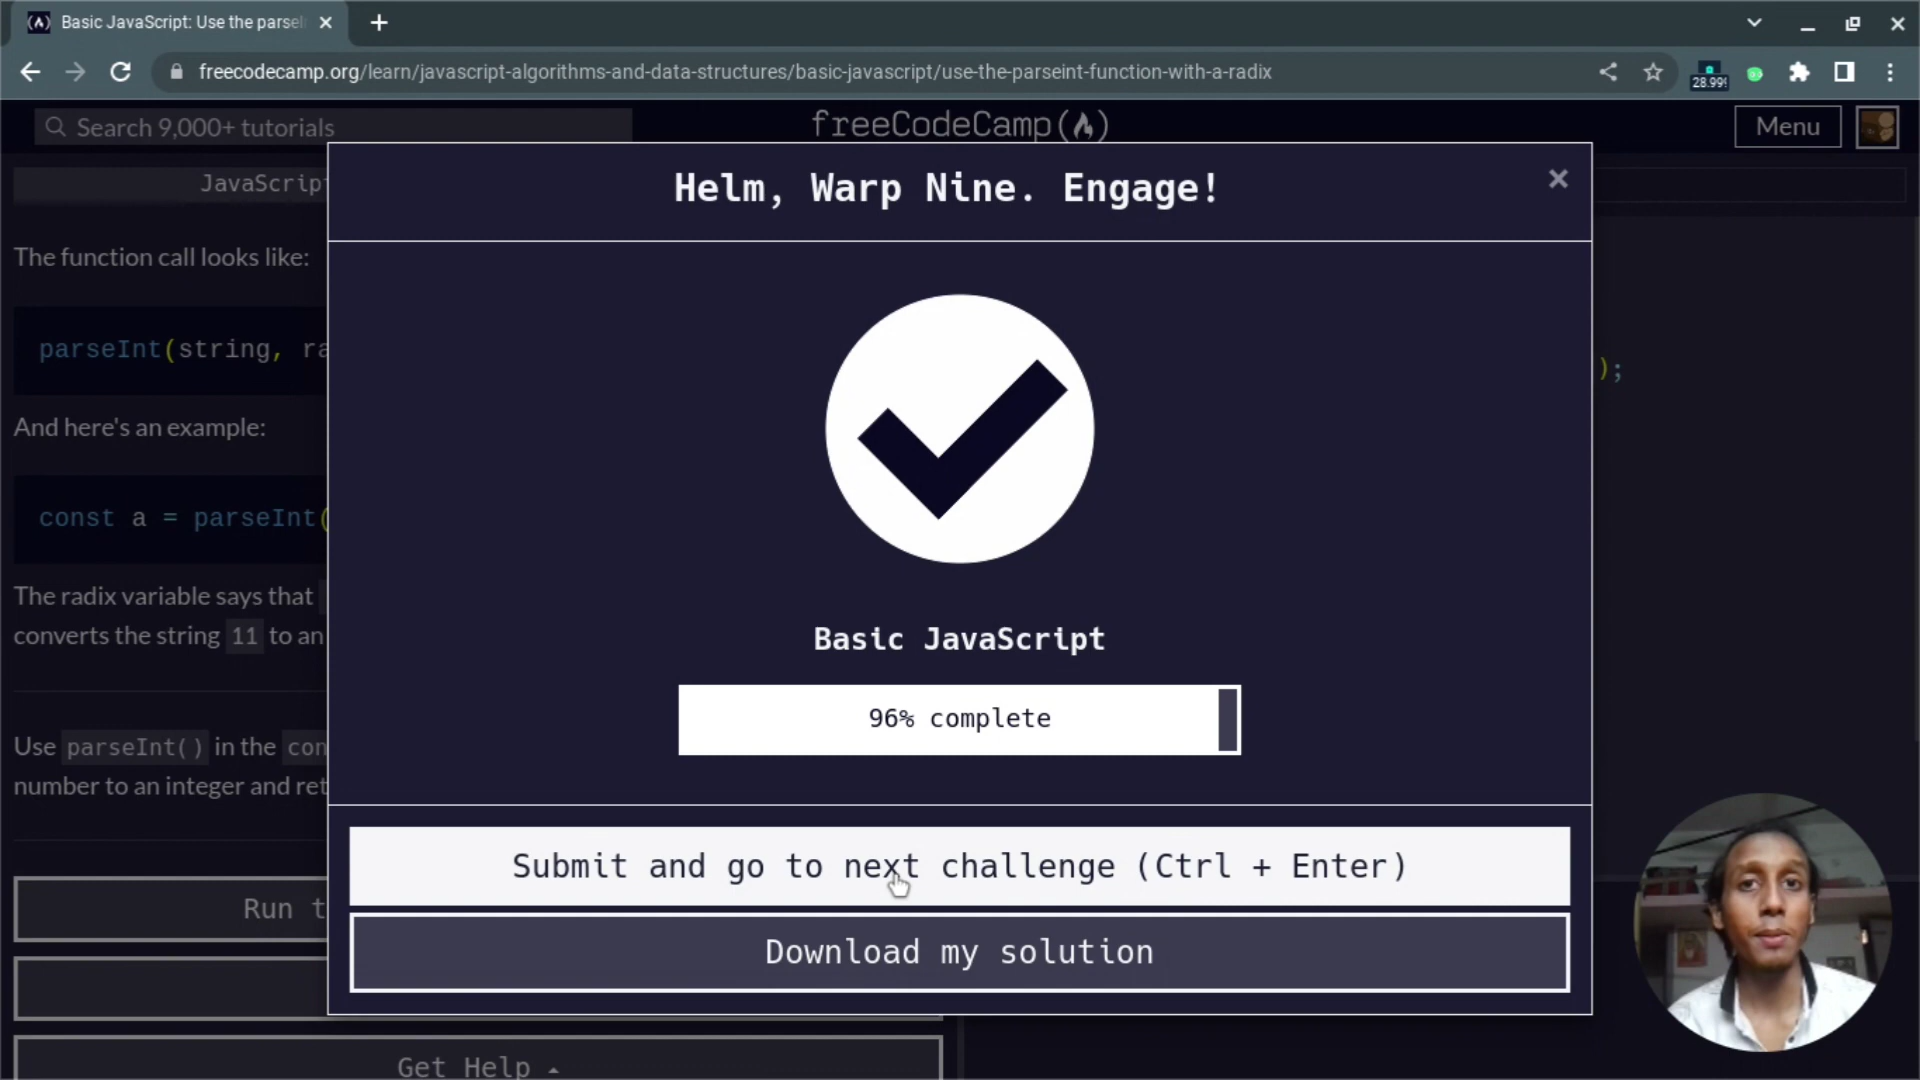 Basic JavaScript: Use the parseI
freecodecamp.org/learn/javascript-algorithms-and-data-structures/basic-javascript/use-the-parseint-function-with-a-radix
28.99
Search 9,000+ tutorials
freeCodeCamp
Menu
JavaScript
Helm, Warp Nine. Engage!
The function call looks like:
parseInt(string, ra
);
And here's an example:
const a = parseInt(
The radix variable says that
converts the string 11 to an
Basic JavaScript
96% complete
Use parseInt() in the con
number to an integer and ret
Submit and go to next challenge (Ctrl + Enter)
Run t
Download my solution
Get Help